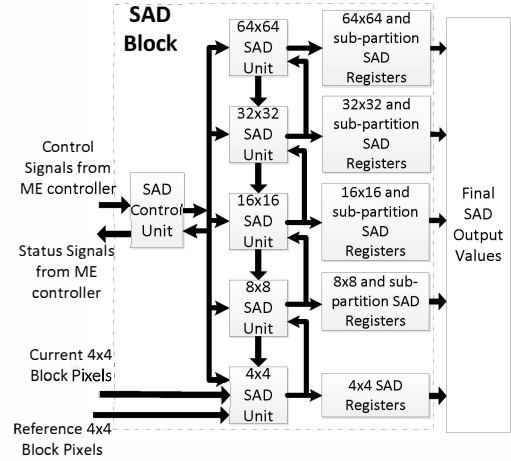 SAD
Block
64x64
SAD
Unit
64x64 and
sub-partition
SAD
Registers
32x32
SAD
Unit
32x32 and
sub-partition
SAD
Registers
Control
Signals from
ME controller
SAD
Control
Unit
16x16
SAD
Unit
16x16 and
sub-partition
SAD
Registers
Final
SAD
Output
Values
Status Signals
from ME
controller
8x8
SAD
Unit
8x8 and sub-
partition SAD
Registers
Current 4x4
Block Pixels
4x4
SAD
Unit
4x4 SAD
Registers
Reference 4x4
Block Pixels